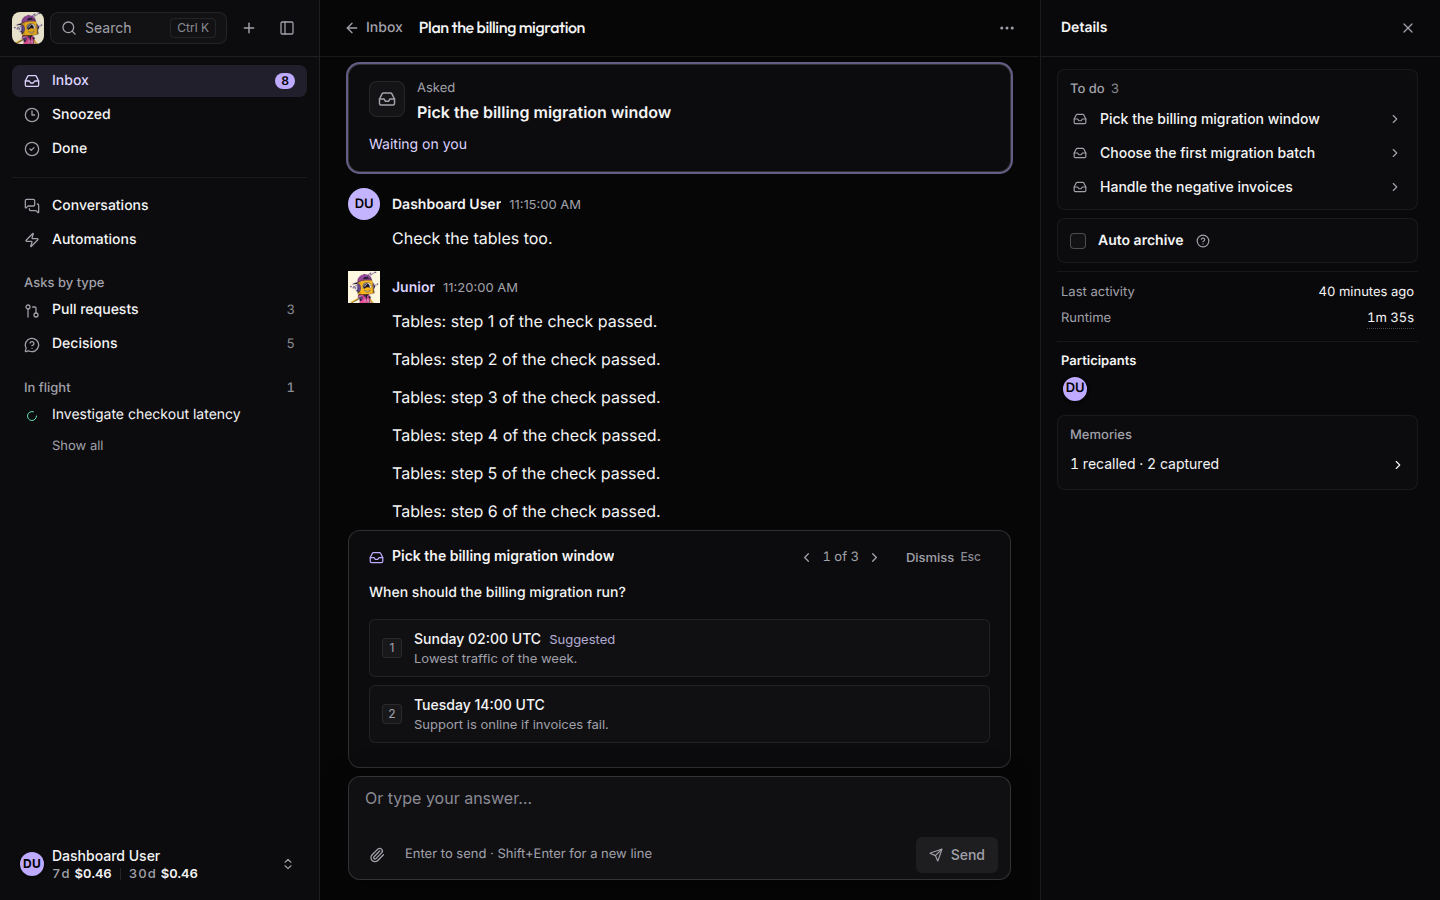 Search
Ctrl K
Inbox
8
Snoozed
Done
Conversations
Automations
Asks by type
Pull requests
3
Decisions
5
In flight
1
Investigate checkout latency
Show all
DU
Dashboard User
7d $0.46 | 30d $0.46
Inbox
Plan the billing migration
Asked
Pick the billing migration window
Waiting on you
DU
Dashboard User 11:15:00 AM
Check the tables too.
Junior 11:20:00 AM
Tables: step 1 of the check passed.
Tables: step 2 of the check passed.
Tables: step 3 of the check passed.
Tables: step 4 of the check passed.
Tables: step 5 of the check passed.
Tables: step 6 of the check passed.
Pick the billing migration window
1 of 3
Dismiss Esc
When should the billing migration run?
1
Sunday 02:00 UTC Suggested
Lowest traffic of the week.
2
Tuesday 14:00 UTC
Support is online if invoices fail.
Or type your answer...
Enter to send · Shift+Enter for a new line
Send
Details
To do 3
Pick the billing migration window
Choose the first migration batch
Handle the negative invoices
Auto archive
Last activity
40 minutes ago
Runtime
1m 35s
Participants
DU
Memories
1 recalled · 2 captured